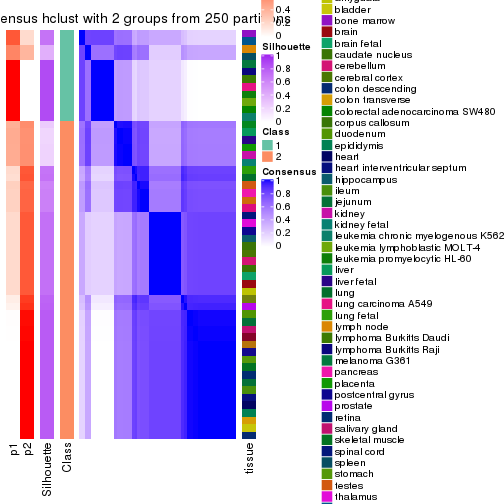 ensus hclust with 2 groups from 250 partitions
0.4
0.2
0
Silhouette
1
0.8
0.6
0.4
0.2
0
Class
1
2
Consensus
1
0.8
0.6
0.4
0.2
0
p1
p2
Silhouette
Class
tissue
bladder
bone marrow
brain
brain fetal
caudate nucleus
cerebellum
cerebral cortex
colon descending
colon transverse
colorectal adenocarcinoma SW480
corpus callosum
duodenum
epididymis
heart
heart interventricular septum
hippocampus
ileum
jejunum
kidney
kidney fetal
leukemia chronic myelogenous K562
leukemia lymphoblastic MOLT-4
leukemia promyelocytic HL-60
liver
liver fetal
lung
lung carcinoma A549
lung fetal
lymph node
lymphoma Burkitts Daudi
lymphoma Burkitts Raji
melanoma G361
pancreas
placenta
postcentral gyrus
prostate
retina
salivary gland
skeletal muscle
spinal cord
spleen
stomach
testes
thalamus